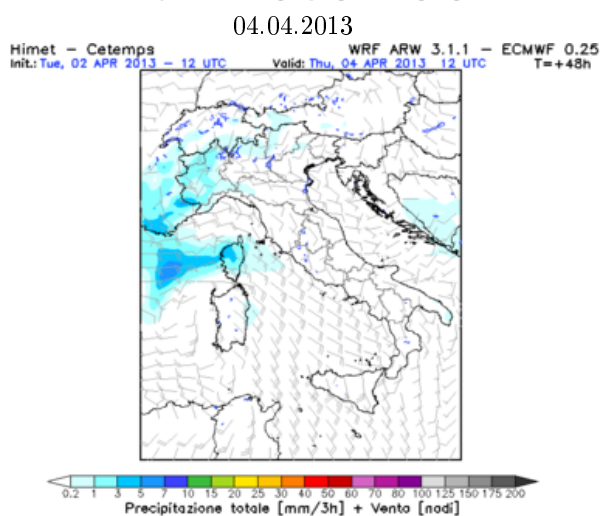 04.04.2013
Himet – Cetemps WRF ARW 3.1.1 – ECMWF 0.25
Init.: Tue, 02 APR 2013 – 12 UTC Valid: Thu, 04 APR 2013 12 UTC T=+48h
0.2 1 3 5 7 10 15 20 25 30 40 50 60 70 80 100 125 150 175 200
Precipitazione totale [mm/3h] + Vento [nodi]